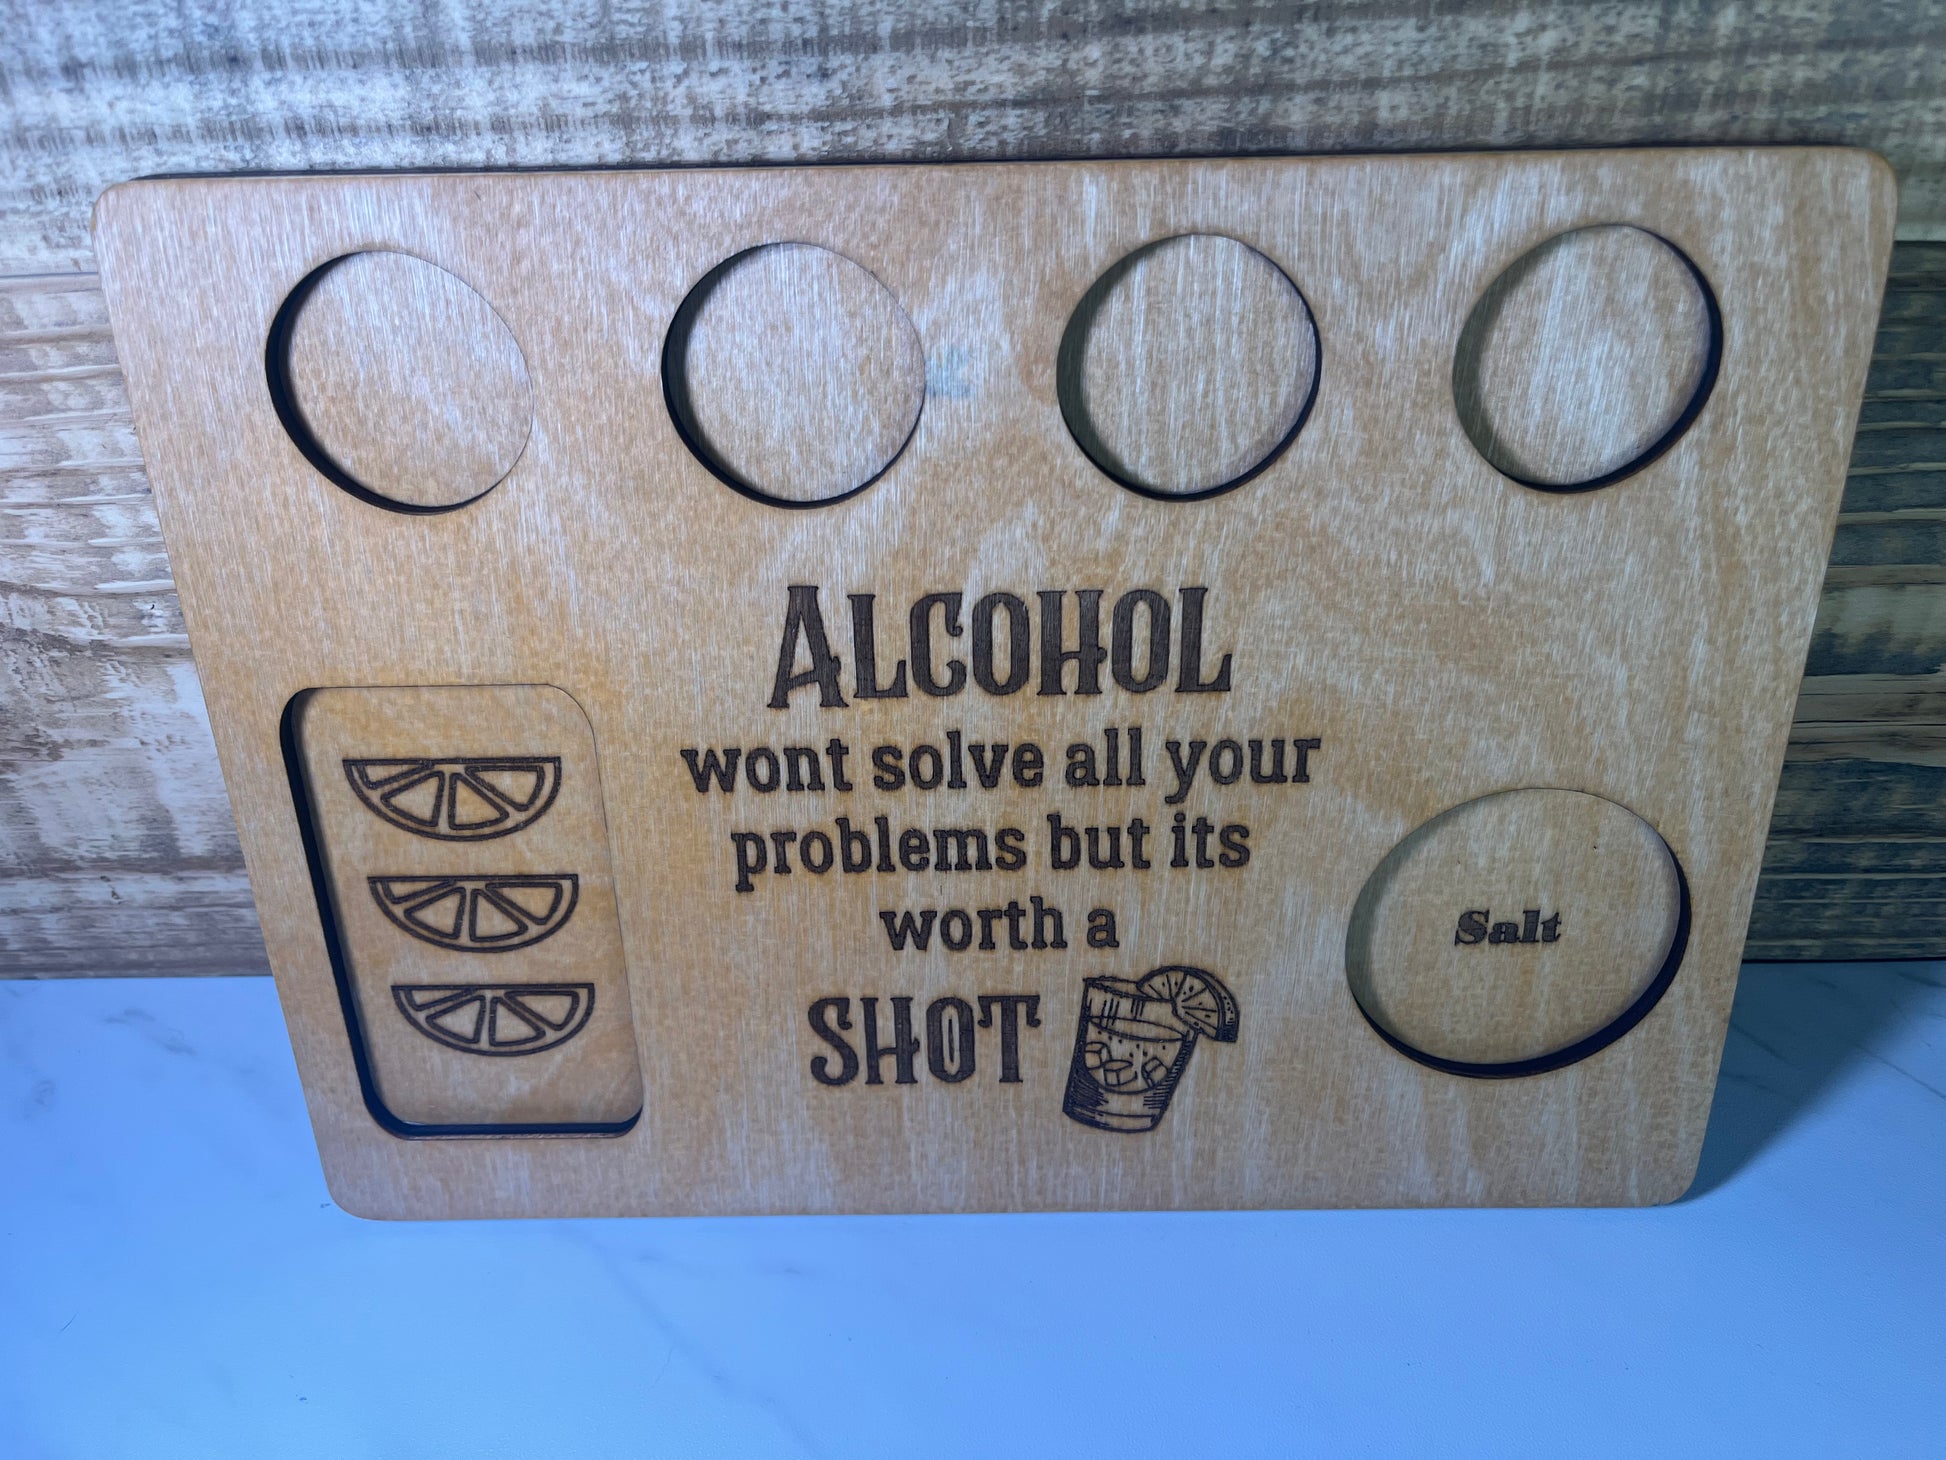 ALCOHOL
wont solve all your
problems but its
worth a
SHOT
Salt